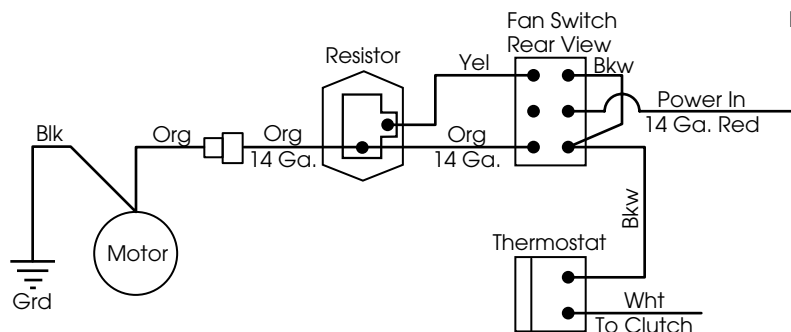 Fan Switch
Rear View
Resistor
Yel
Bkw
Power In
14 Ga. Red
Blk
Org
Org
14 Ga.
Org
14 Ga.
Bkw
Motor
Thermostat
Grd
Wht
To Clutch